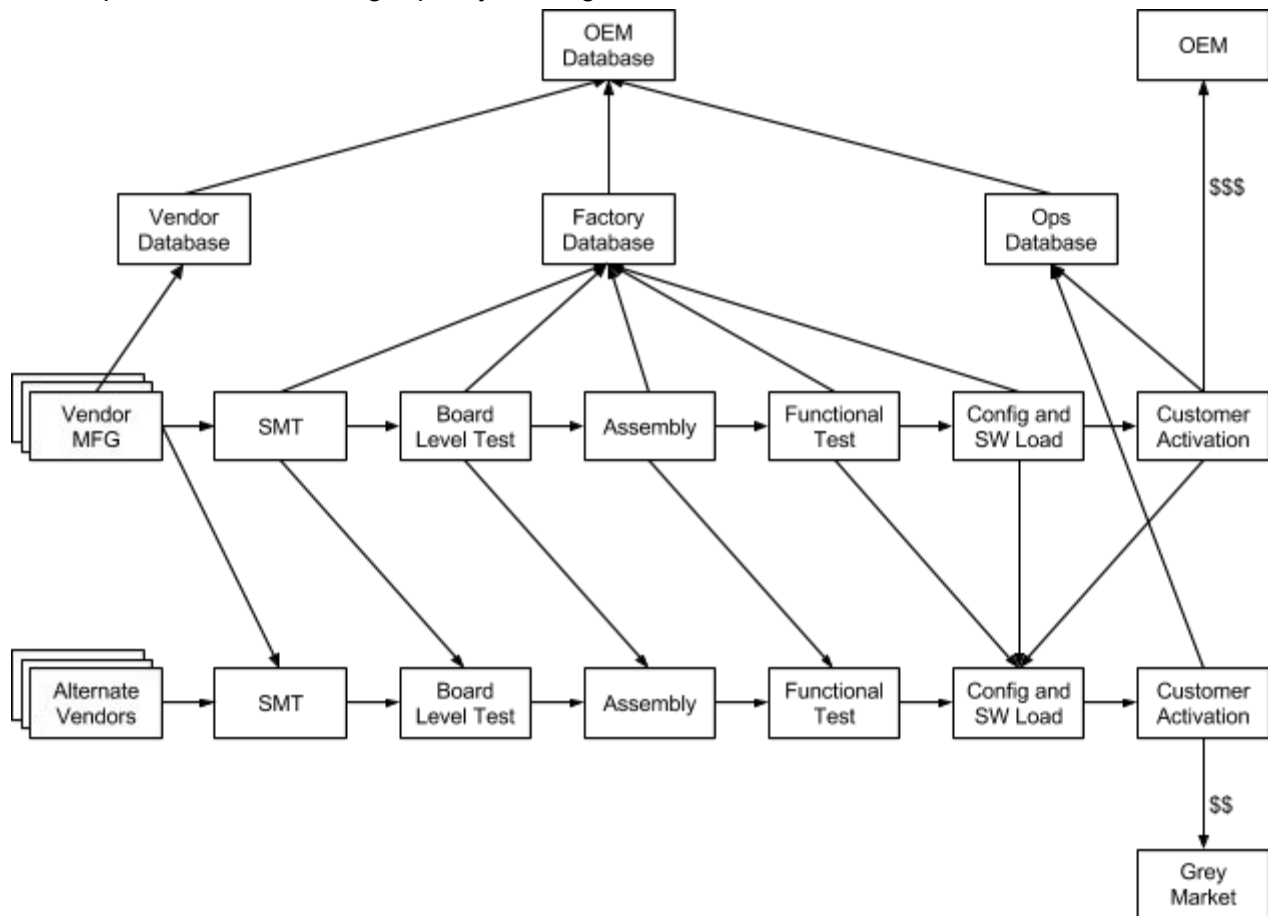 OEM
Database
OEM
$$$
Vendor
Database
Factory
Database
Ops
Database
Vendor
MFG
SMT
Board
Level Test
Assembly
Functional
Test
Config and
SW Load
Customer
Activation
Alternate
Vendors
SMT
Board
Level Test
Assembly
Functional
Test
Config and
SW Load
Customer
Activation
$$
Grey
Market